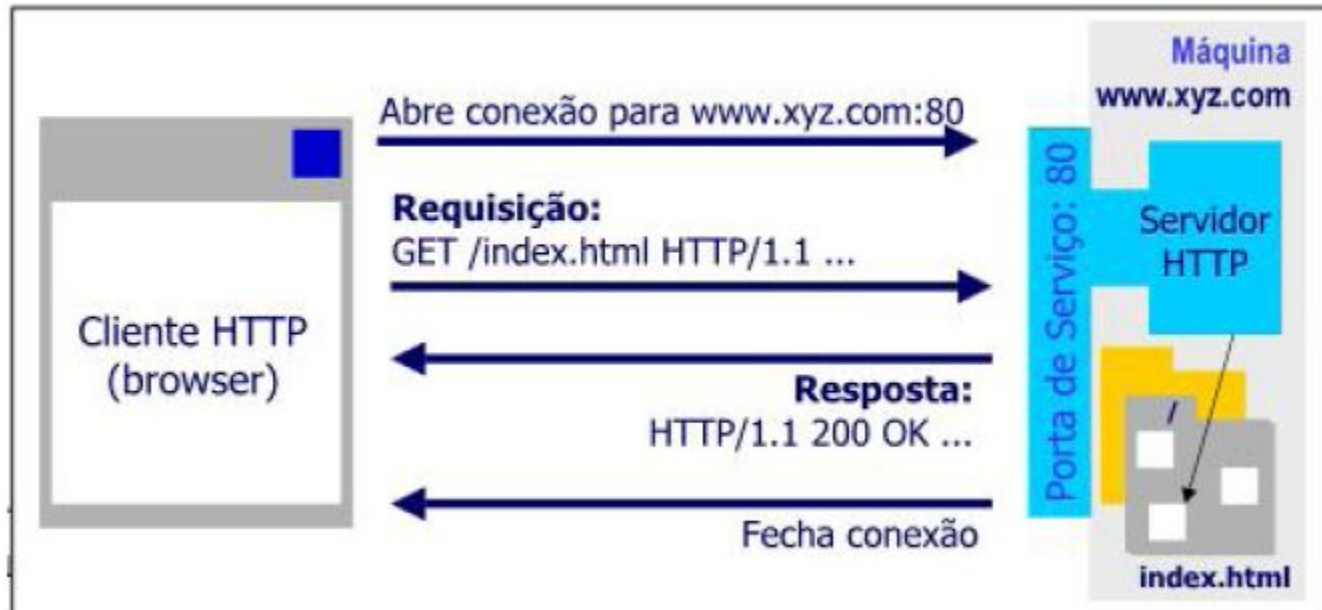 Máquina
www.xyz.com
Abre conexão para www.xyz.com:80
Requisição:
GET /index.html HTTP/1.1 ...
Cliente HTTP
(browser)
Resposta:
HTTP/1.1 200 OK ...
Fecha conexão
Porta de Serviço: 80
Servidor
HTTP
/
index.html